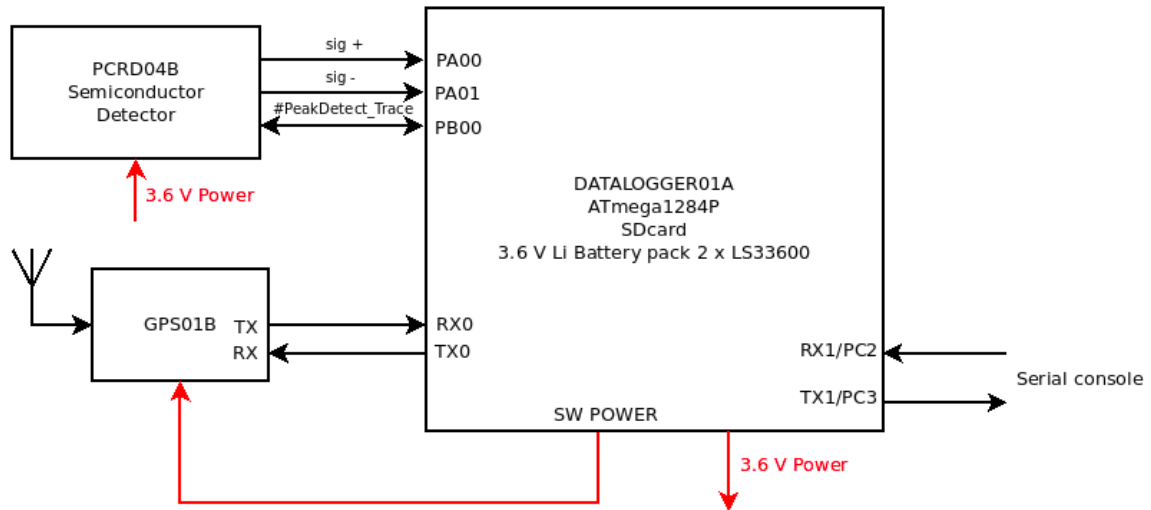 PCRD04B
Semiconductor
Detector
sig +
sig -
#PeakDetect_Trace
PA00
PA01
PB00
3.6 V Power
DATALOGGER01A
ATmega1284P
SDcard
3.6 V Li Battery pack 2 x LS33600
GPS01B
TX
RX
RX0
TX0
RX1/PC2
TX1/PC3
Serial console
SW POWER
3.6 V Power